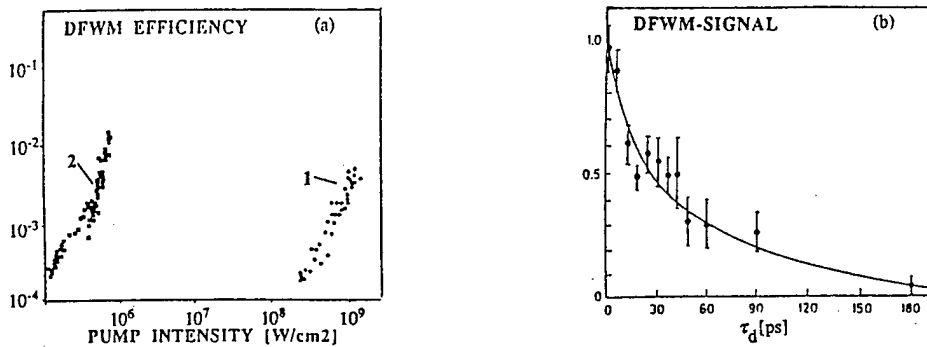 DFWM EFFICIENCY (a)
10-1
10-2
10-3
10-4
2
1
10^6 10^7 10^8 10^9
PUMP INTENSITY [W/cm2]
DFWM-SIGNAL (b)
1.0
0.5
0
0 30 60 90 120 150 180
τd[ps]